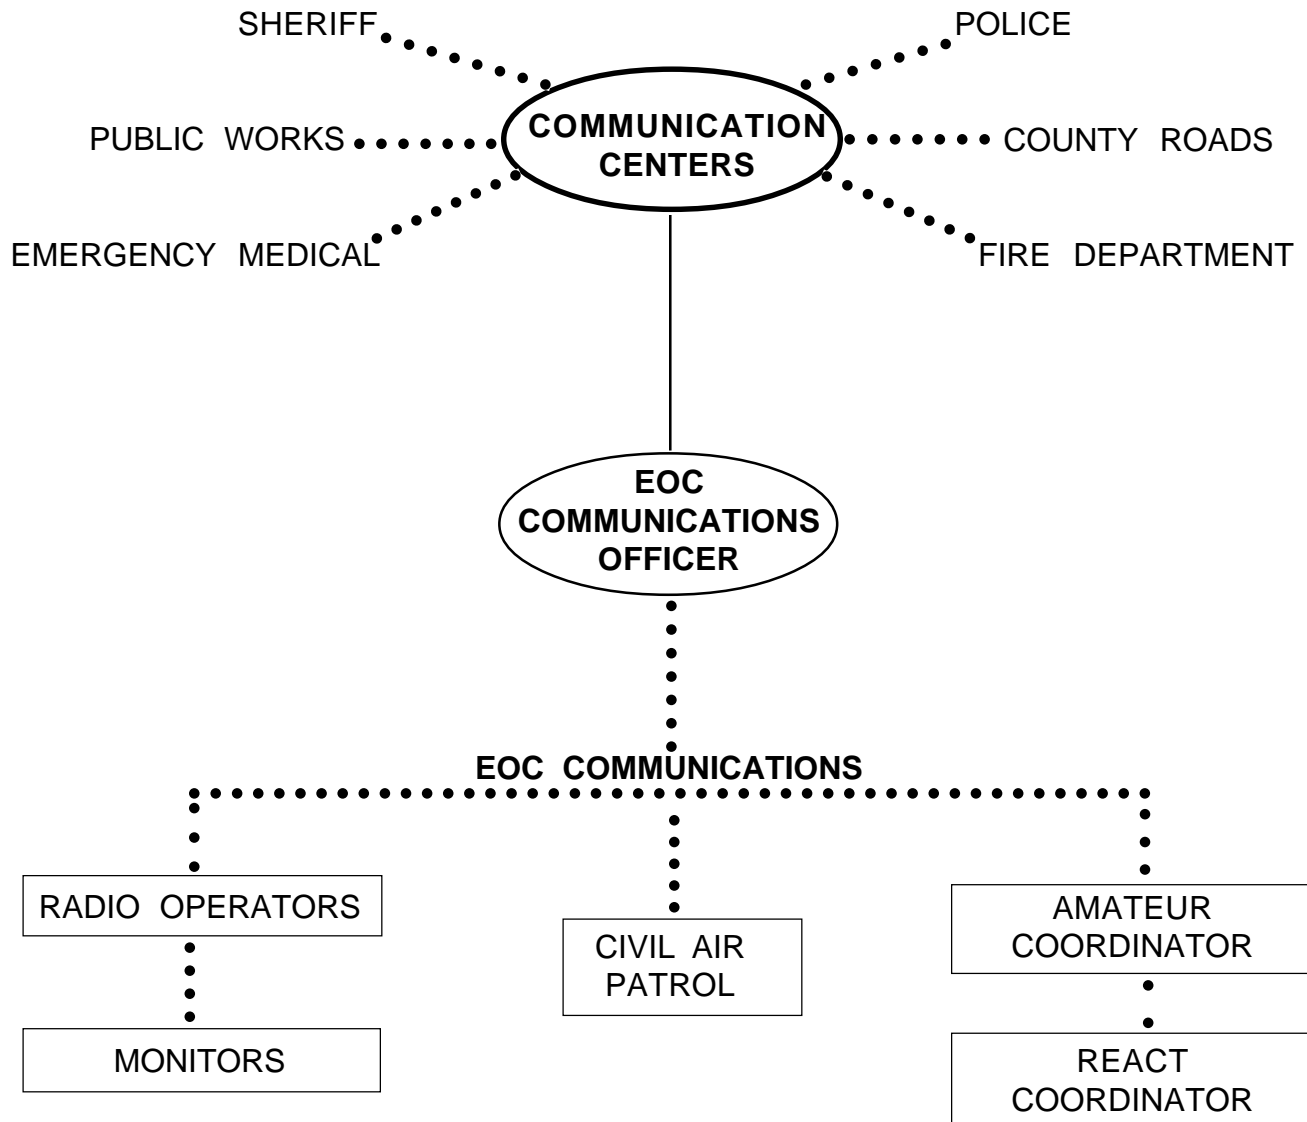 SHERIFF
POLICE
COMMUNICATION
CENTERS
PUBLIC WORKS
COUNTY ROADS
EMERGENCY MEDICAL
FIRE DEPARTMENT
EOC
COMMUNICATIONS
OFFICER
EOC COMMUNICATIONS
RADIO OPERATORS
MONITORS
CIVIL AIR
PATROL
AMATEUR
COORDINATOR
REACT
COORDINATOR